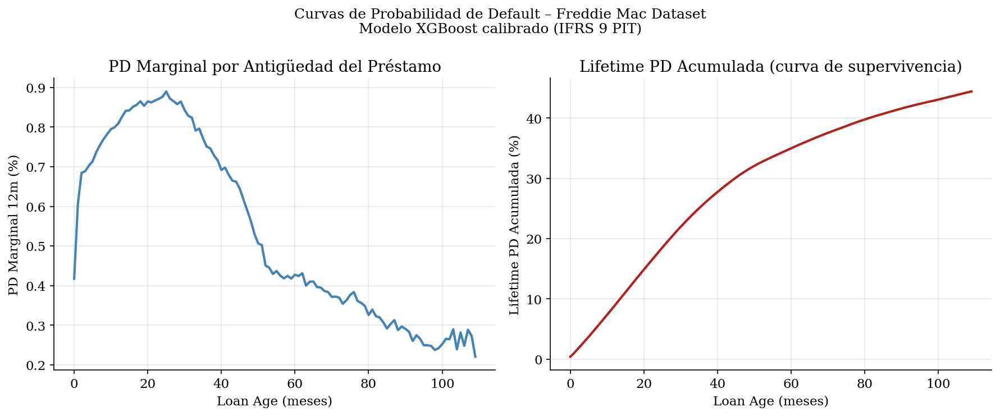 Curvas de Probabilidad de Default – Freddie Mac Dataset
Modelo XGBoost calibrado (IFRS 9 PIT)
PD Marginal por Antigüedad del Préstamo
PD Marginal 12m (%)
0.9
0.8
0.7
0.6
0.5
0.4
0.3
0.2
0 20 40 60 80 100
Loan Age (meses)
Lifetime PD Acumulada (curva de supervivencia)
Lifetime PD Acumulada (%)
40
30
20
10
0
0 20 40 60 80 100
Loan Age (meses)